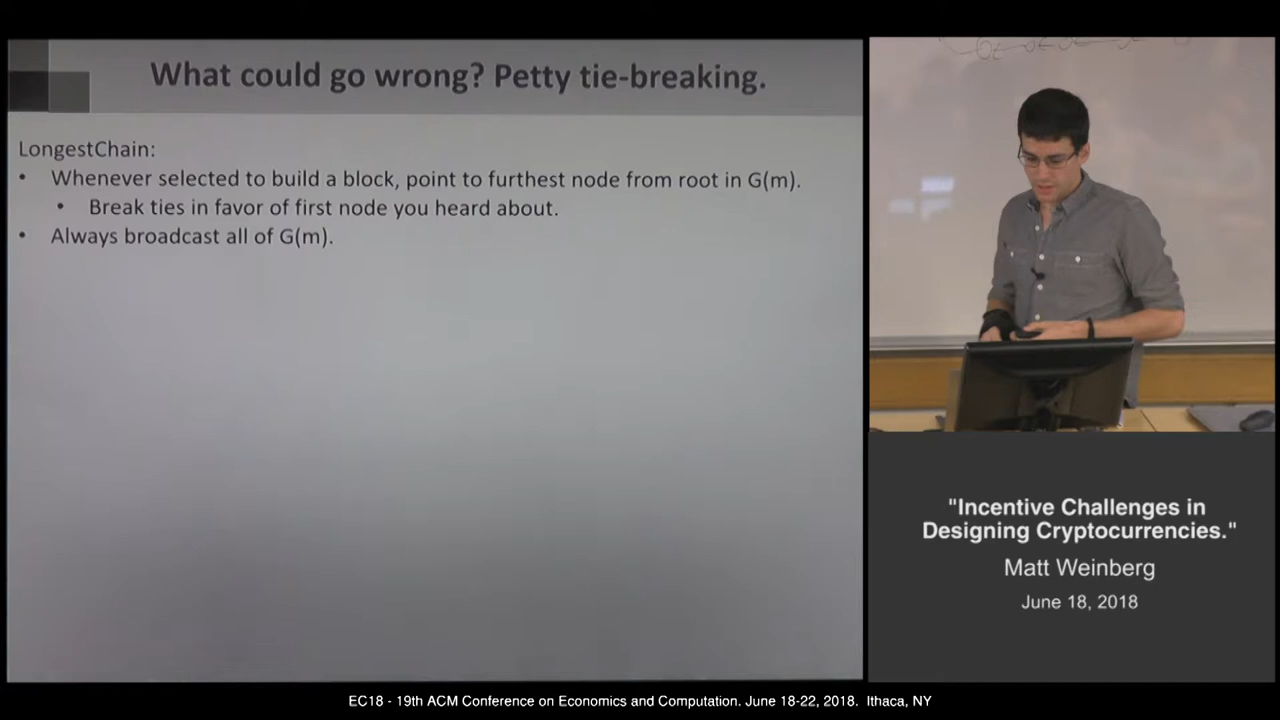 What could go wrong? Petty tie-breaking.
LongestChain:
• Whenever selected to build a block, point to furthest node from root in G(m).
• Break ties in favor of first node you heard about.
• Always broadcast all of G(m).
"Incentive Challenges in
Designing Cryptocurrencies."
Matt Weinberg
June 18, 2018
EC18 - 19th ACM Conference on Economics and Computation. June 18-22, 2018. Ithaca, NY